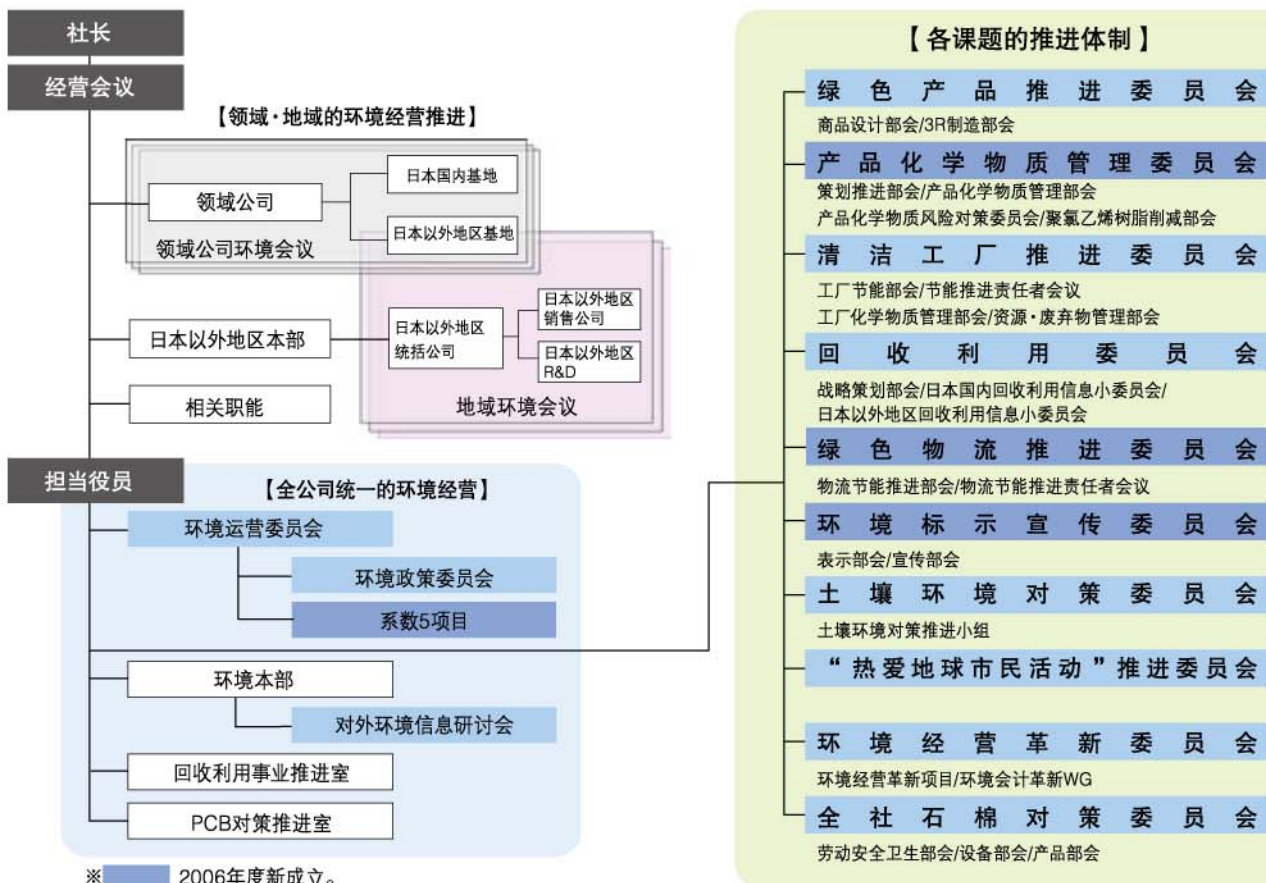 社长
经营会议
【领域·地域的环境经营推进】
领域公司
日本国内基地
日本以外地区基地
领域公司环境会议
日本以外地区本部
日本以外地区
统括公司
日本以外地区
销售公司
日本以外地区
R&D
地域环境会议
相关职能
担当役员
【全公司统一的环境经营】
环境运营委员会
环境政策委员会
系数5项目
环境本部
对外环境信息研讨会
回收利用事业推进室
PCB对策推进室
※ 2006年度新成立。
【各课题的推进体制】
绿色产品推进委员会
商品设计部会/3R制造部会
产品化学物质管理委员会
策划推进部会/产品化学物质管理部会
产品化学物质风险对策委员会/聚氯乙烯树脂削减部会
清洁工厂推进委员会
工厂节能部会/节能推进责任者会议
工厂化学物质管理部会/资源·废弃物管理部会
回收利用委员会
战略策划部会/日本国内回收利用信息小委员会/
日本以外地区回收利用信息小委员会
绿色物流推进委员会
物流节能推进部会/物流节能推进责任者会议
环境标示宣传委员会
表示部会/宣传部会
土壤环境对策委员会
土壤环境对策推进小组
“热爱地球市民活动”推进委员会
环境经营革新委员会
环境经营革新项目/环境会计革新WG
全社石棉对策委员会
劳动安全卫生部会/设备部会/产品部会